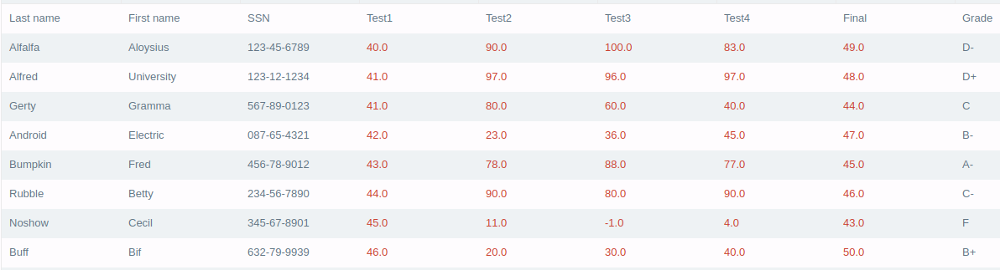 Last name First name SSN Test1 Test2 Test3 Test4 Final Grade
Alfalfa Aloysius 123-45-6789 40.0 90.0 100.0 83.0 49.0 D-
Alfred University 123-12-1234 41.0 97.0 96.0 97.0 48.0 D+
Gerty Gramma 567-89-0123 41.0 80.0 60.0 40.0 44.0 C
Android Electric 087-65-4321 42.0 23.0 36.0 45.0 47.0 B-
Bumpkin Fred 456-78-9012 43.0 78.0 88.0 77.0 45.0 A-
Rubble Betty 234-56-7890 44.0 90.0 80.0 90.0 46.0 C-
Noshow Cecil 345-67-8901 45.0 11.0 -1.0 4.0 43.0 F
Buff Bif 632-79-9939 46.0 20.0 30.0 40.0 50.0 B+